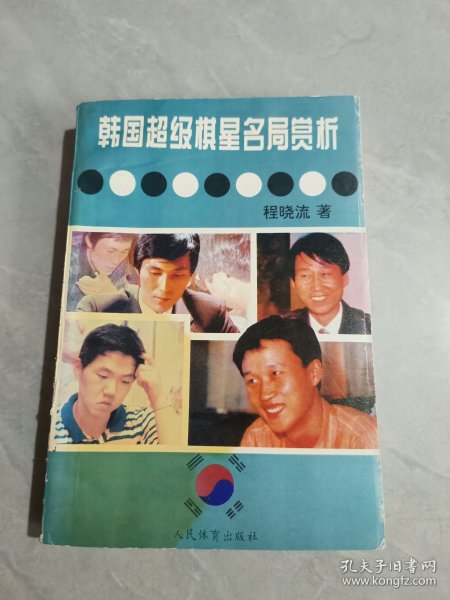 韩国超级棋星名局赏析
程晓流 著
人民体育出版社
孔夫子旧书网
www.kongfz.com